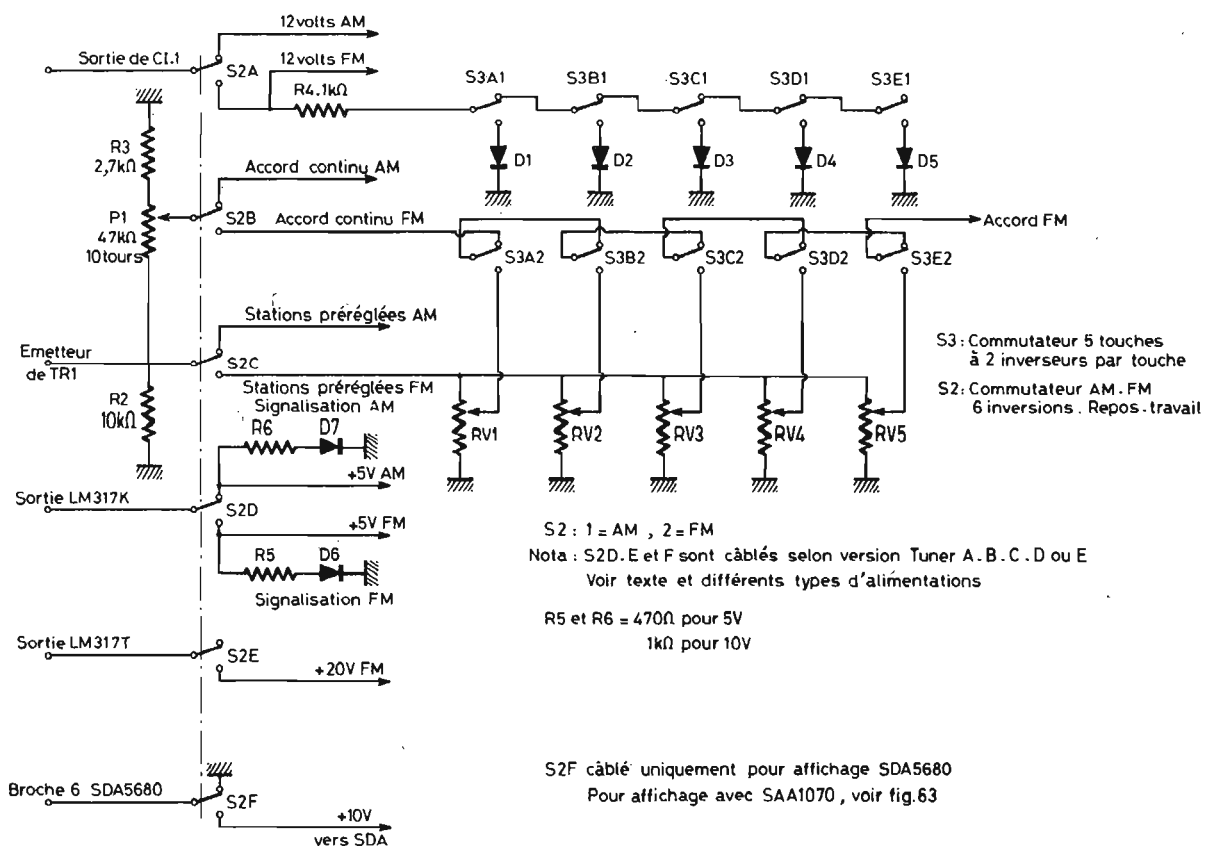 12volts AM
Sortie de CI.1
S2A
12volts FM
R4.1kΩ
S3A1
S3B1
S3C1
S3D1
S3E1
R3
2,7kΩ
D1
D2
D3
D4
D5
Accord continu AM
P1
47kΩ
10tours
S2B
Accord continu FM
Accord FM
S3A2
S3B2
S3C2
S3D2
S3E2
Stations préréglées AM
Emetteur
de TR1
S2C
Stations préréglées FM
S3: Commutateur 5 touches
à 2 inverseurs par touche
S2: Commutateur AM.FM
6 inversions. Repos.travail
R2
10kΩ
Signalisation AM
R6
D7
RV1
RV2
RV3
RV4
RV5
+5V AM
Sortie LM317K
S2D
+5V FM
R5
D6
Signalisation FM
S2: 1=AM, 2=FM
Nota: S2D.E et F sont câblés selon version Tuner A.B.C.D ou E
Voir texte et différents types d'alimentations
R5 et R6 = 470Ω pour 5V
1kΩ pour 10V
Sortie LM317T
S2E
+20V FM
Broche 6 SDA5680
S2F
+10V
vers SDA
S2F câblé uniquement pour affichage SDA5680
Pour affichage avec SAA1070, voir fig.63